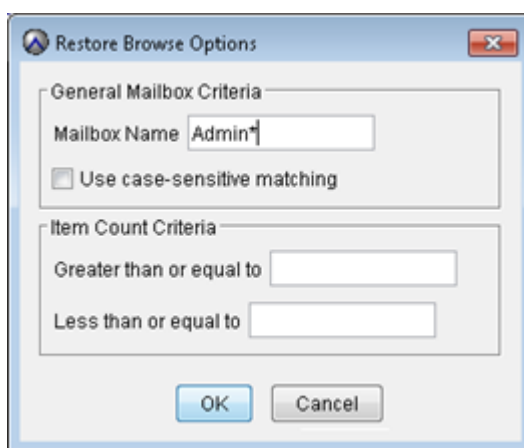 Restore Browse Options
General Mailbox Criteria
Mailbox Name Admin*
Use case-sensitive matching
Item Count Criteria
Greater than or equal to
Less than or equal to
OK Cancel